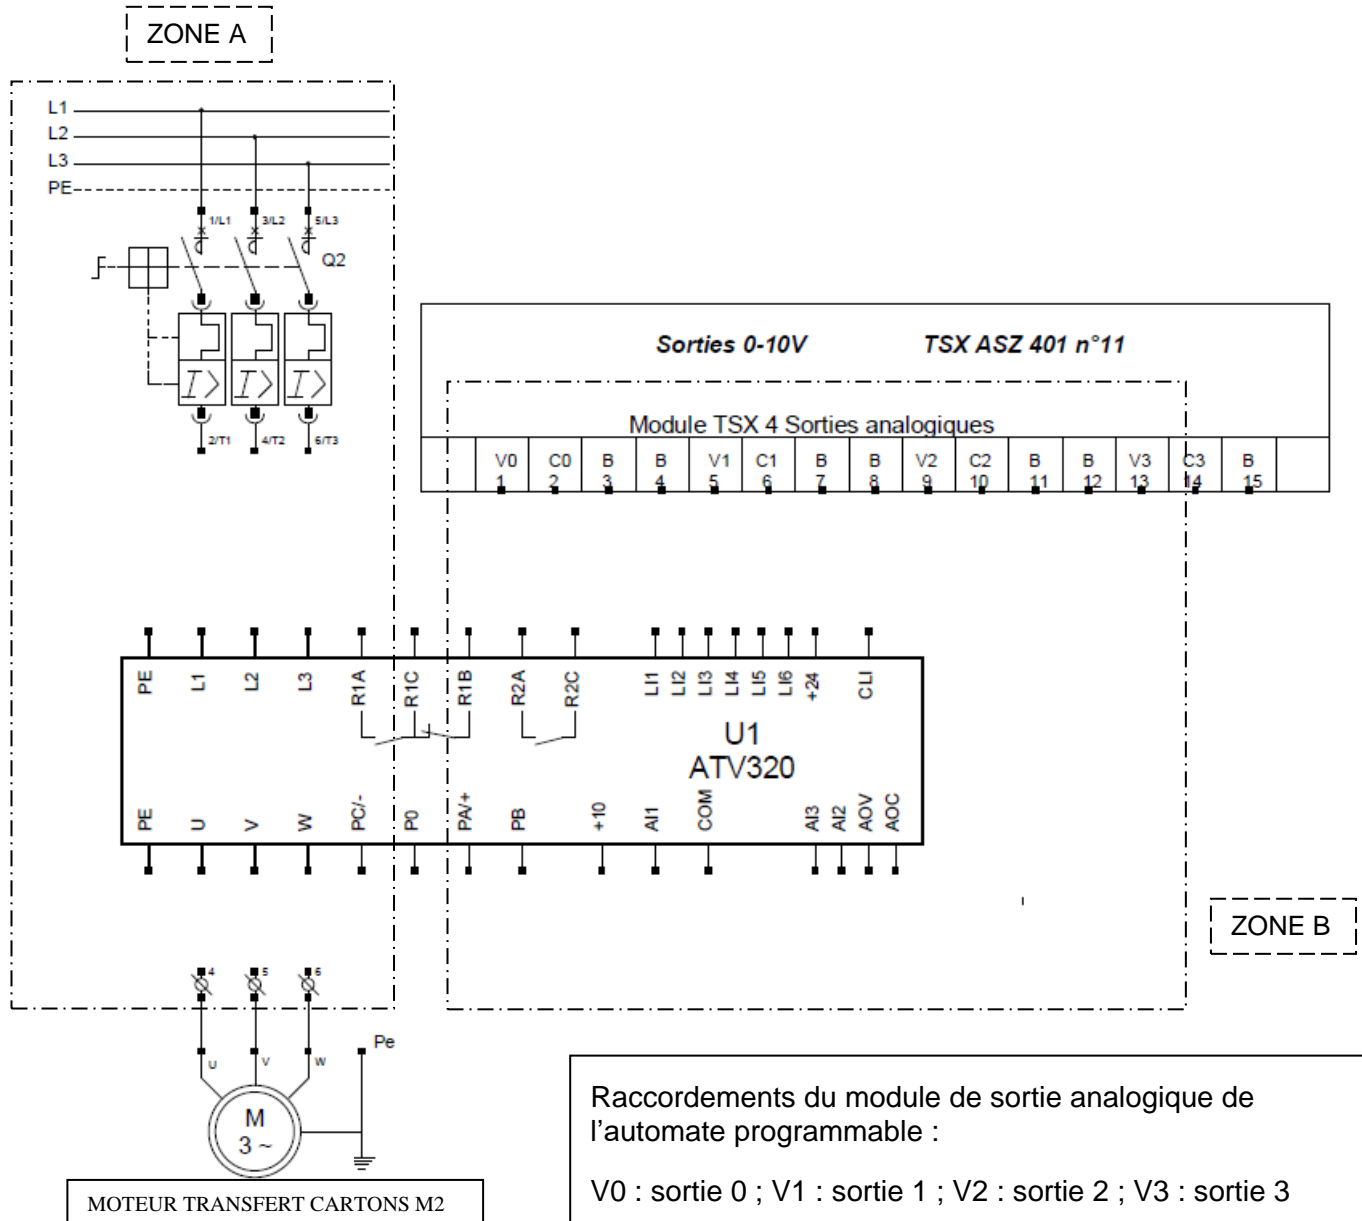 ZONE A
L1
L2
L3
PE
1/L1 3/L2 5/L3
Q2
I> I> I>
2/T1 4/T2 6/T3
Sorties 0-10V TSX ASZ 401 n°11
Module TSX 4 Sorties analogiques
V0 C0 B B V1 C1 B B V2 C2 B B V3 C3 B
1 2 3 4 5 6 7 8 9 10 11 12 13 14 15
PE L1 L2 L3 R1A R1C R1B R2A R2C LI1 LI2 LI3 LI4 LI5 LI6 +24 CLI
U1
ATV320
PE U V W PC/- P0 PA/+ PB +10 AI1 COM AI3 AI2 AOV AOC
ZONE B
4 5 6
Pe
U V W
M
3 ~
MOTEUR TRANSFERT CARTONS M2
Raccordements du module de sortie analogique de
l'automate programmable :
V0 : sortie 0 ; V1 : sortie 1 ; V2 : sortie 2 ; V3 : sortie 3